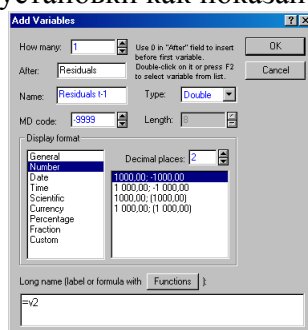 установки как показан
Add Variables
How many: 1
Use 0 in "After" field to insert
before first variable.
Double-click on it or press F2
to select variable from list.
OK
After: Residuals
Cancel
Name: Residuals t-1
Type: Double
MD code: -9999
Length: 8
Display format
General
Number
Date
Time
Scientific
Currency
Percentage
Fraction
Custom
Decimal places: 2
1000,00; -1000,00
1 000,00; -1 000,00
1000,00; (1000,00)
1 000,00; (1 000,00)
Long name (label or formula with Functions ):
=v2